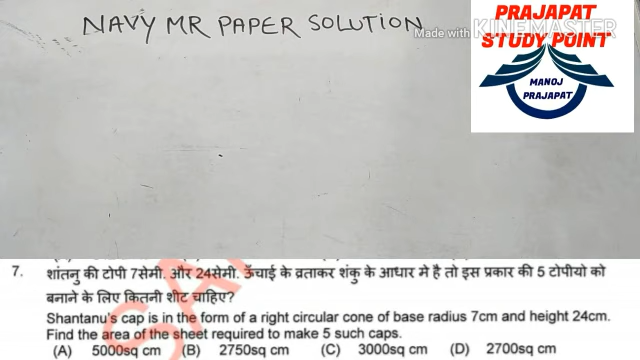 NAVY MR PAPER SOLUTION
Made with KINEMASTER
PRAJAPAT
STUDY POINT
MANOJ
PRAJAPAT
7. शांतनु की टोपी 7सेमी. और 24सेमी. ऊँचाई के व्रताकर शंकु के आधार मे है तो इस प्रकार की 5 टोपीयो को
बनाने के लिए कितनी शीट चाहिए?
Shantanu's cap is in the form of a right circular cone of base radius 7cm and height 24cm.
Find the area of the sheet required to make 5 such caps.
(A) 5000sq cm (B) 2750sq cm (C) 3000sq cm (D) 2700sq cm